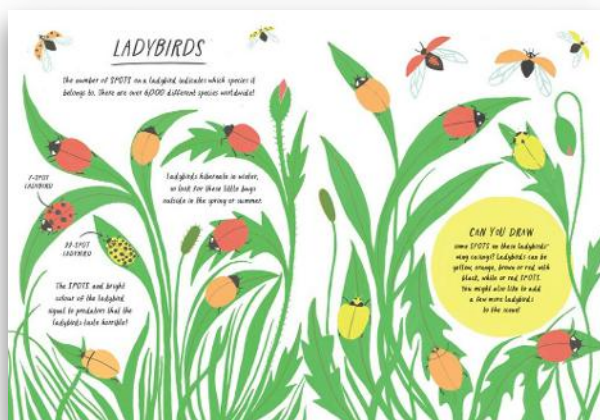 LADYBIRDS
The number of SPOTS on a ladybird indicates which species it
belongs to. There are over 6,000 different species worldwide!
Ladybirds hibernate in winter,
so look for these little bugs
outside in the spring or summer.
7-SPOT
LADYBIRD
22-SPOT
LADYBIRD
The SPOTS and bright
colour of the ladybird
signal to predators that the
ladybirds taste horrible!
CAN YOU DRAW
some SPOTS on these ladybirds'
wing casings? Ladybirds can be
yellow, orange, brown or red with
black, white or red SPOTS.
You might also like to add
a few more ladybirds
to the scene!